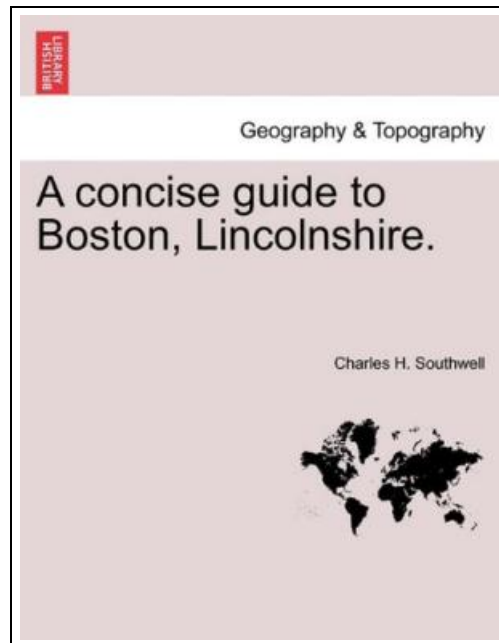 BRITISH
LIBRARY
Geography & Topography
A concise guide to
Boston, Lincolnshire.
Charles H. Southwell